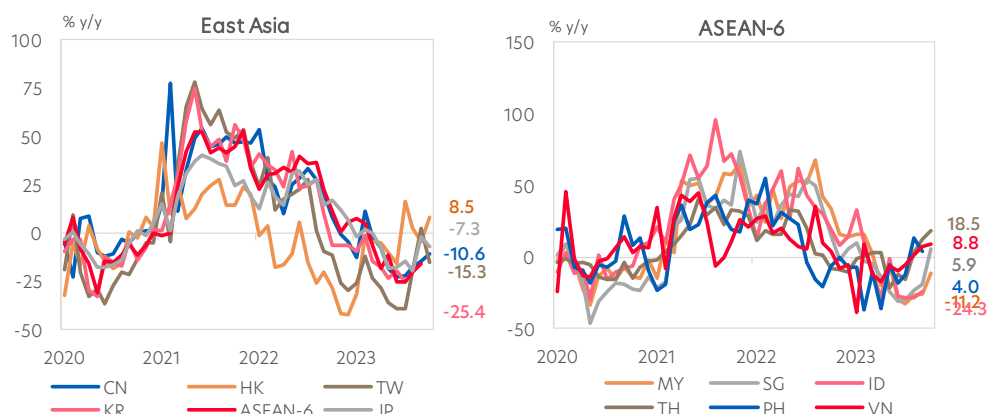 % y/y
East Asia
100
75
50
25
0
-25
-50
2020
2021
2022
2023
8.5
-7.3
-10.6
-15.3
-25.4
CN
HK
TW
KR
ASEAN-6
JP
% y/y
ASEAN-6
150
100
50
0
-50
2020
2021
2022
2023
18.5
8.8
5.9
4.0
-11.2
-24.3
MY
SG
ID
TH
PH
VN